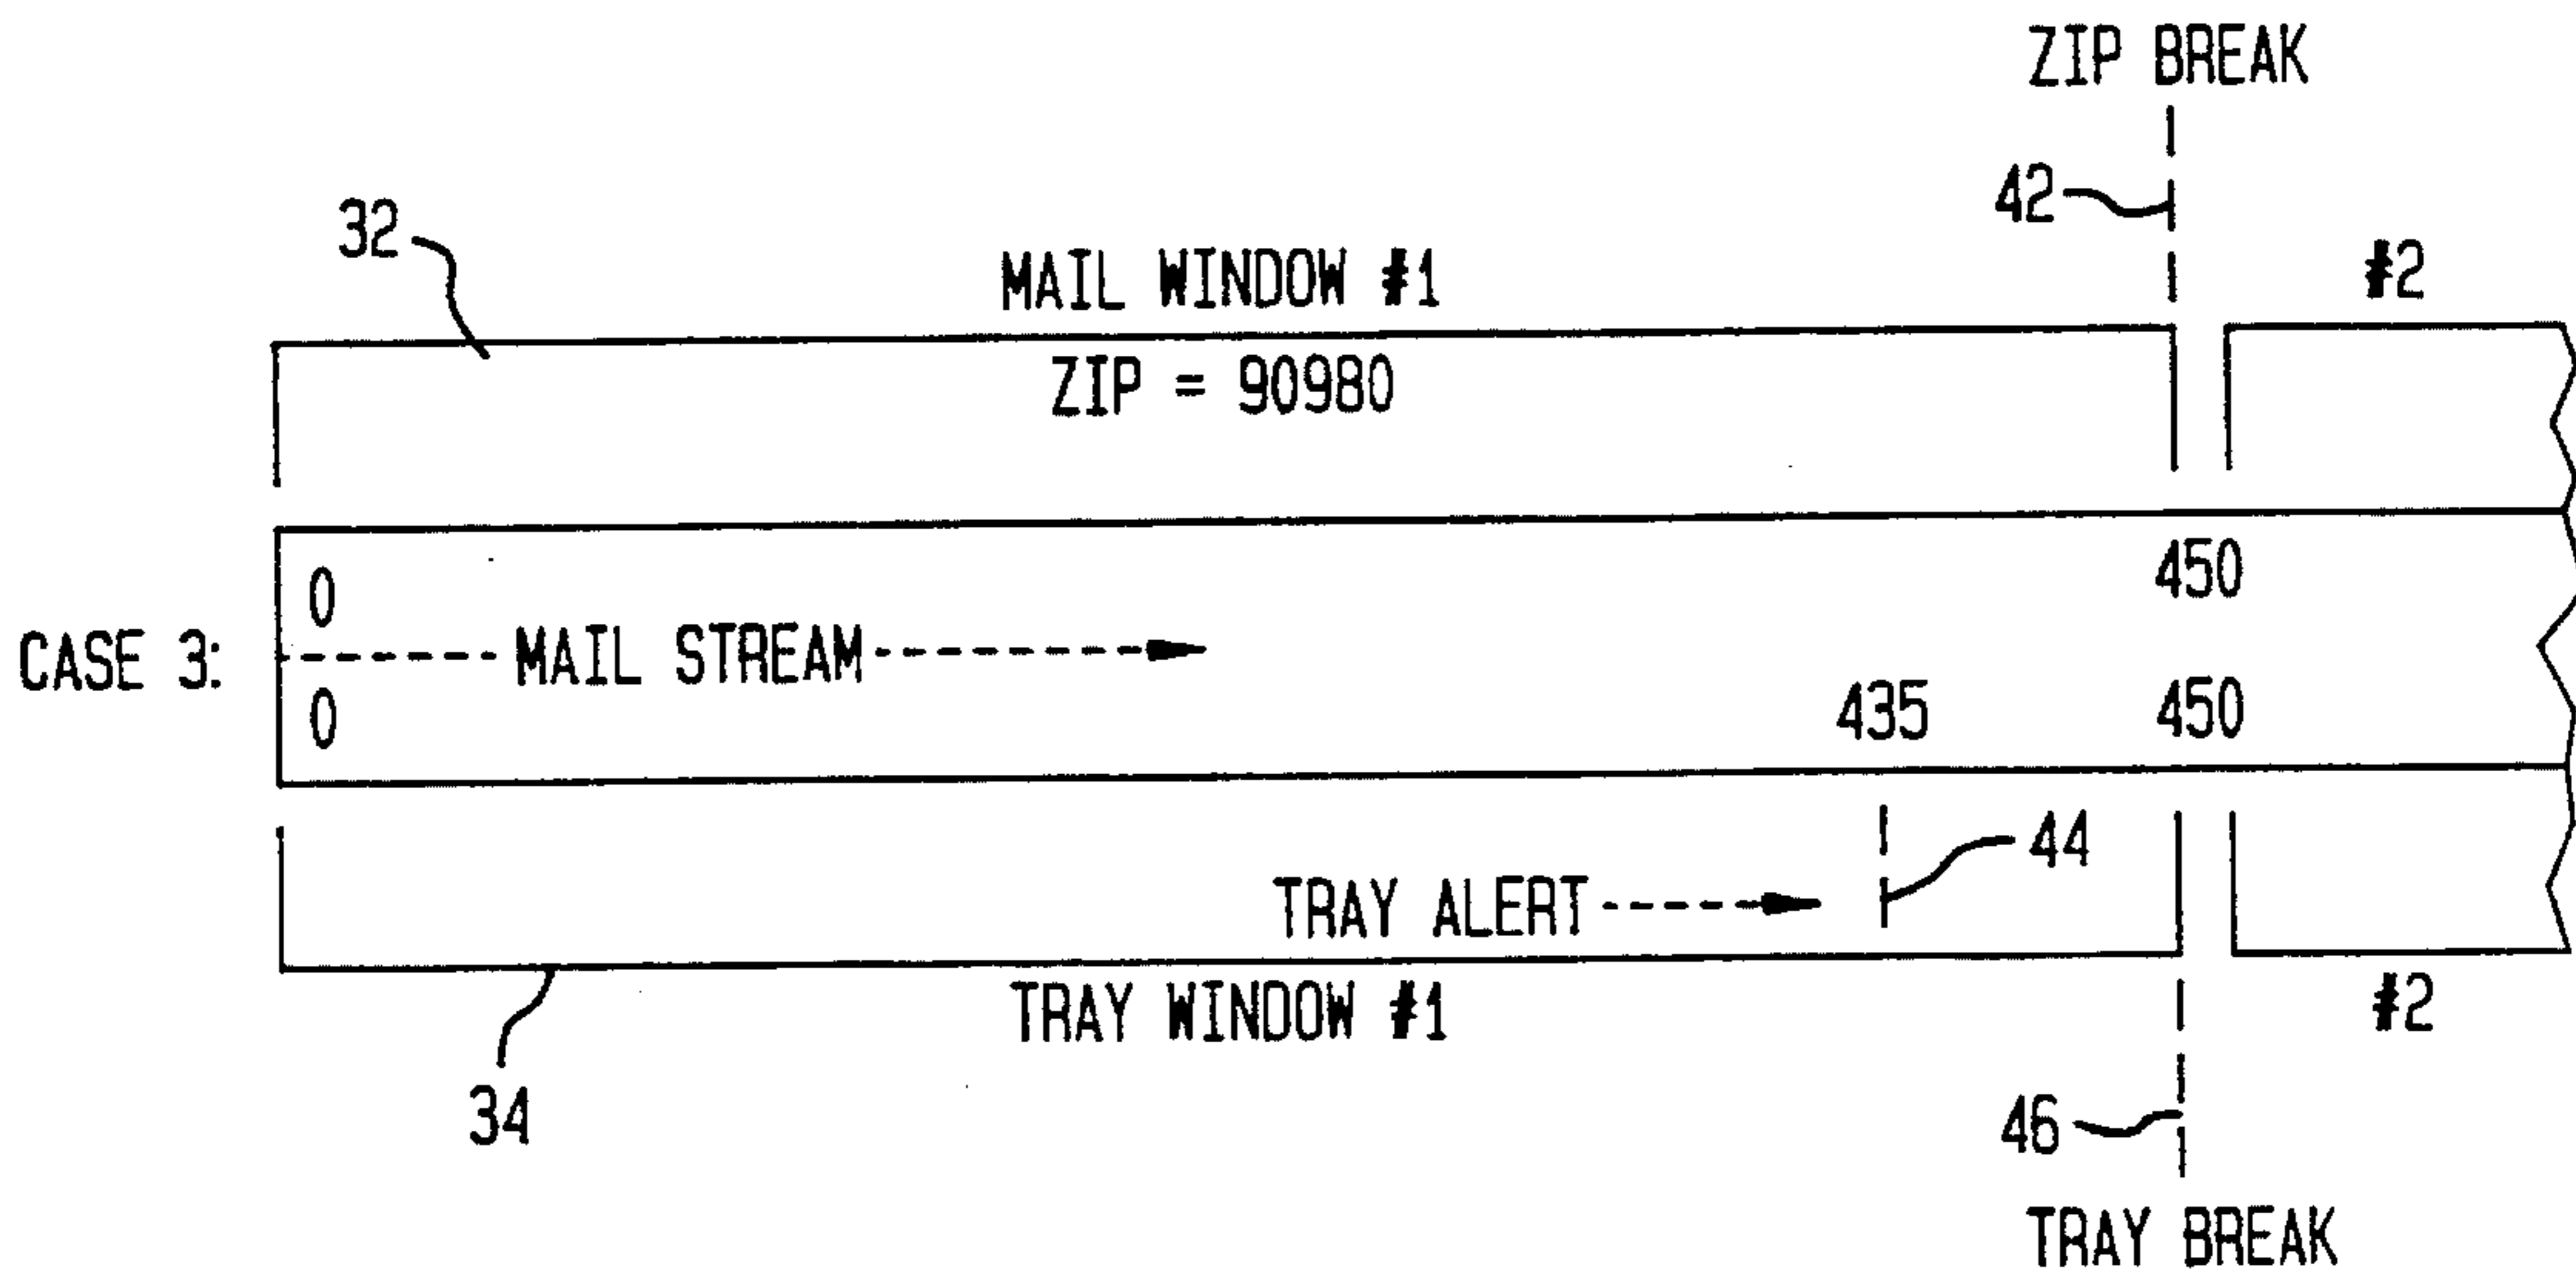 ZIP BREAK
42
32
MAIL WINDOW #1
#2
ZIP = 90980
0
450
CASE 3:
MAIL STREAM
0
435
450
44
TRAY ALERT
TRAY WINDOW #1
#2
34
46
TRAY BREAK